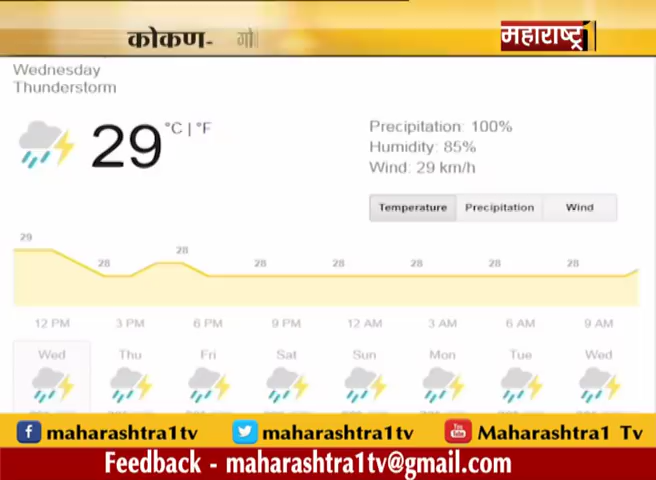 कोकण- गो
महाराष्ट्र1
Wednesday
Thunderstorm
29 °C | °F
Precipitation: 100%
Humidity: 85%
Wind: 29 km/h
Temperature Precipitation Wind
29 28 28 28 28 28 28 28
12 PM 3 PM 6 PM 9 PM 12 AM 3 AM 6 AM 9 AM
Wed Thu Fri Sat Sun Mon Tue Wed
maharashtra1tv maharashtra1tv You Tube Maharashtra1 Tv
Feedback - maharashtra1tv@gmail.com